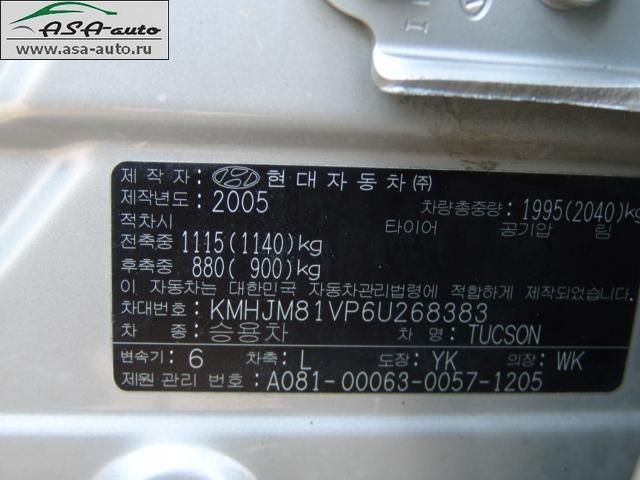 ASA-auto
www.asa-auto.ru
제 작 자 : 현 대 자 동 차 ㈜
제작년도 : 2005 차량총중량 : 1995(2040)kg
적차시 타이어 공기압 림
전축중 1115(1140)kg
후축중 880( 900)kg
이 자동차는 대한민국 자동차관리법령에 적합하게 제작되었습
차대번호 : KMHJM81VP6U268383
차 종 : 승용차 차 명 : TUCSON
변속기 : 6 차축 : L 도장 : YK 의장 : WK
제원 관리 번호 : A081-00063-0057-1205